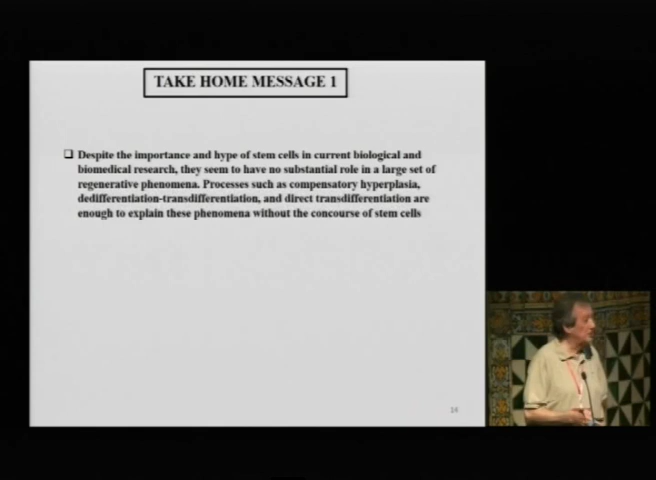 TAKE HOME MESSAGE 1
Despite the importance and hype of stem cells in current biological and
biomedical research, they seem to have no substantial role in a large set of
regenerative phenomena. Processes such as compensatory hyperplasia,
dedifferentiation-transdifferentiation, and direct transdifferentiation are
enough to explain these phenomena without the concourse of stem cells
14